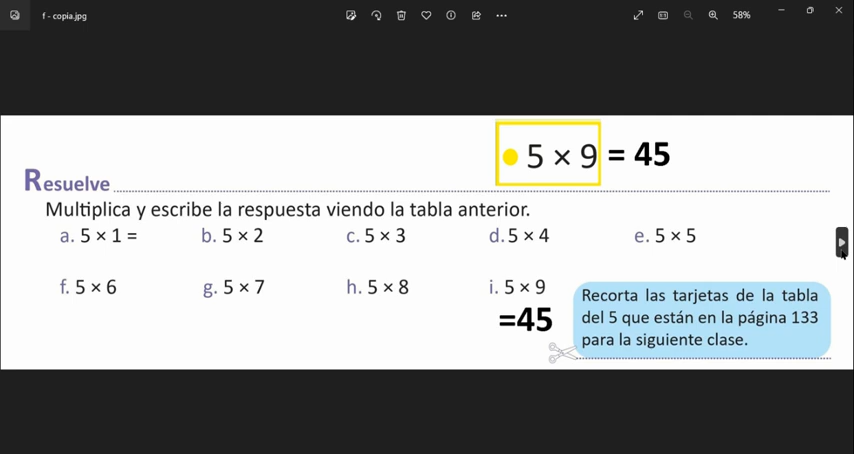 f - copia.jpg
58%
5 × 9 = 45
Resuelve
Multiplica y escribe la respuesta viendo la tabla anterior.
a. 5 × 1 = b. 5 × 2 c. 5 × 3 d. 5 × 4 e. 5 × 5
f. 5 × 6 g. 5 × 7 h. 5 × 8 i. 5 × 9
=45
Recorta las tarjetas de la tabla
del 5 que están en la página 133
para la siguiente clase.